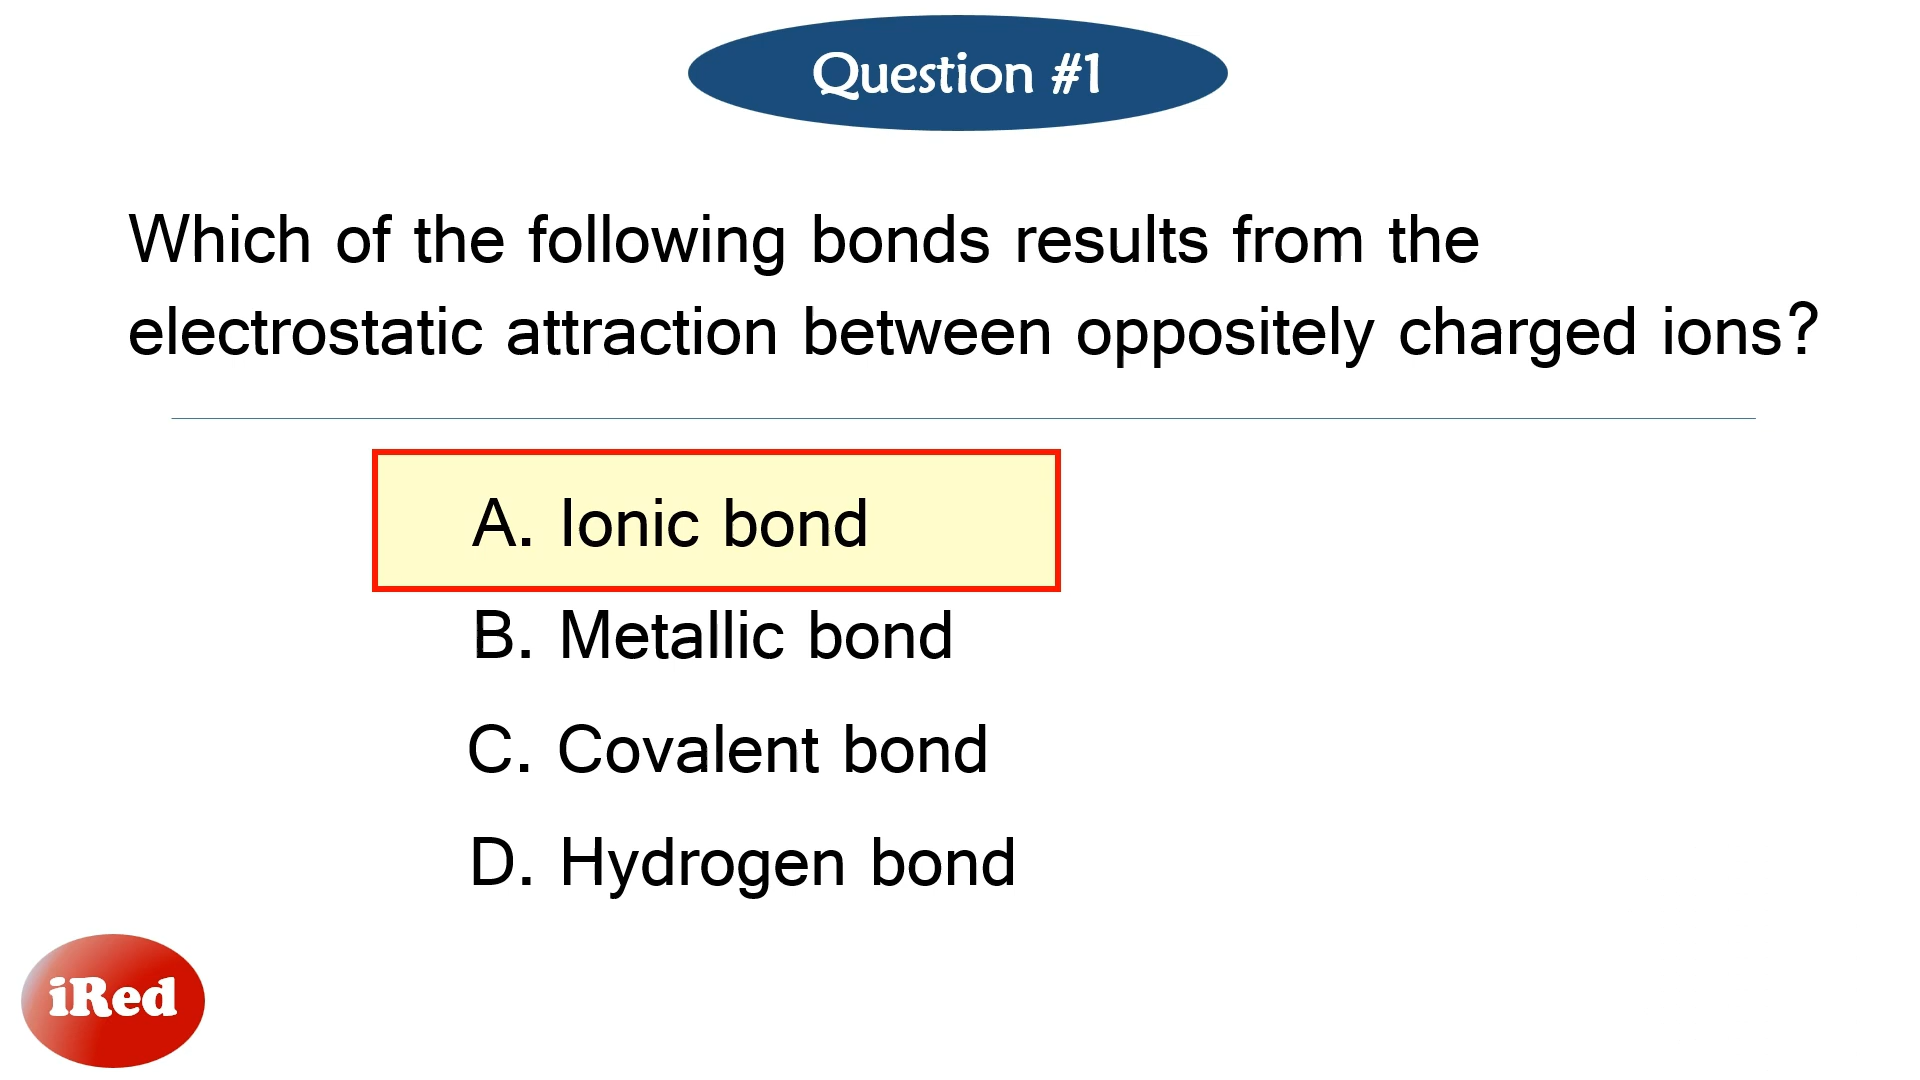 Question #1
Which of the following bonds results from the
electrostatic attraction between oppositely charged ions?
A. Ionic bond
B. Metallic bond
C. Covalent bond
D. Hydrogen bond
iRed